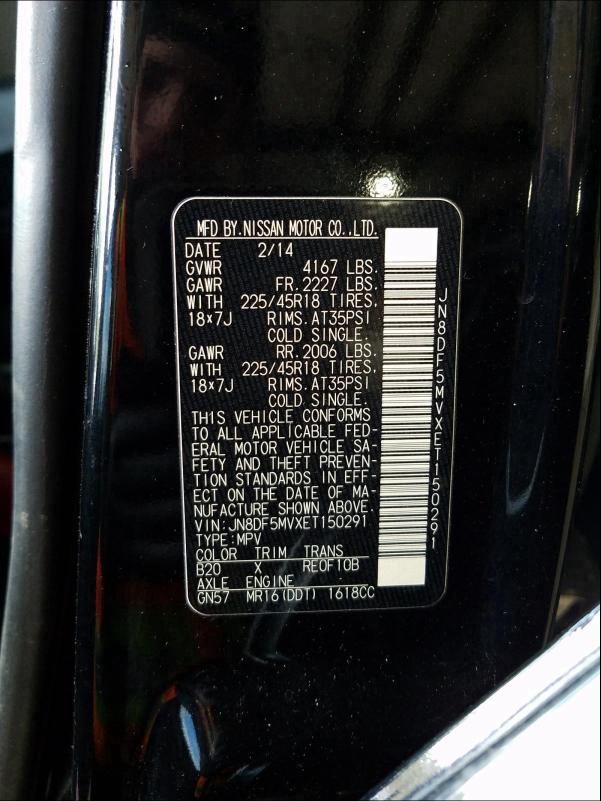 MFD BY.NISSAN MOTOR CO.,LTD.
DATE 2/14
GVWR 4167 LBS.
GAWR FR.2227 LBS.
WITH 225/45R18 TIRES.
18×7J RIMS.AT35PSI
COLD SINGLE.
GAWR RR.2006 LBS.
WITH 225/45R18 TIRES.
18×7J RIMS.AT35PSI
COLD SINGLE.
THIS VEHICLE CONFORMS
TO ALL APPLICABLE FED-
ERAL MOTOR VEHICLE SA-
FETY AND THEFT PREVEN-
TION STANDARDS IN EFF-
ECT ON THE DATE OF MA-
NUFACTURE SHOWN ABOVE.
VIN:JN8DF5MVXET150291
TYPE:MPV
COLOR TRIM TRANS
B20 X REOF10B
AXLE ENGINE
GN57 MR16(DDT) 1618CC
JN8DF5MVXET150291